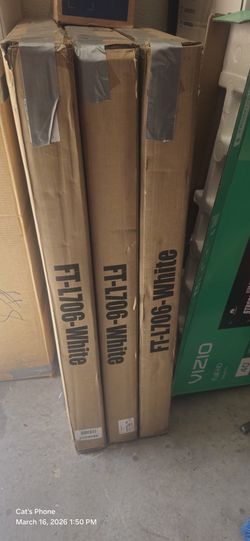 FT-L706-White
FT-L706-White
FT-L706-White
VIZIO
Cat's Phone
March 16, 2026 1:50 PM